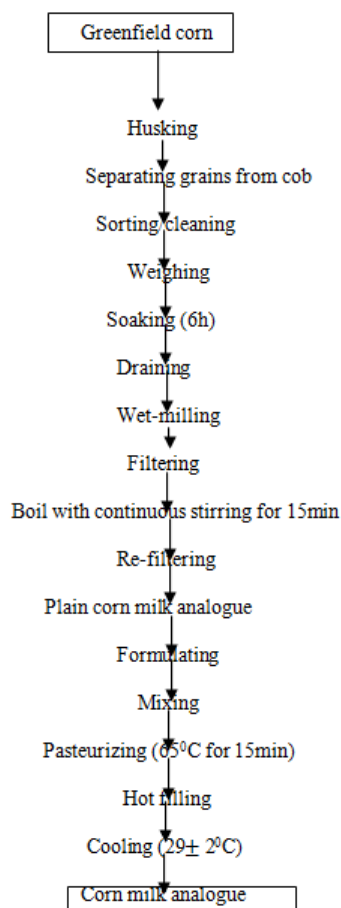 Greenfield corn
Husking
Separating grains from cob
Sorting/cleaning
Weighing
Soaking (6h)
Draining
Wet-milling
Filtering
Boil with continuous stirring for 15min
Re-filtering
Plain corn milk analogue
Formulating
Mixing
Pasteurizing (65⁰C for 15min)
Hot filling
Cooling (29± 2⁰C)
Corn milk analogue